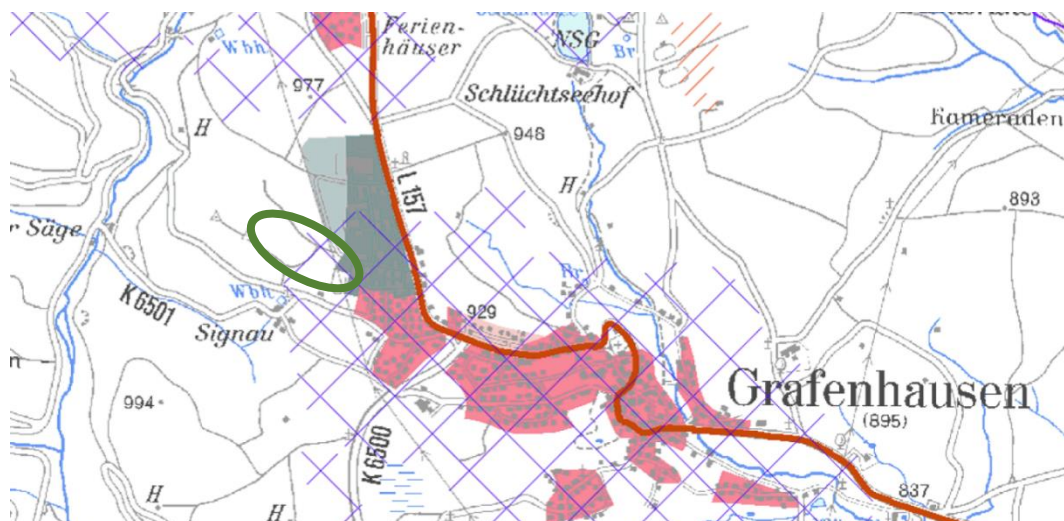 Ferien-
häuser
Wbh
977
NSG
Br
Schlüchtseehof
H
948
Kameraden
L 157
H
893
r Säge
K 6501
Wbh
Br
Signau
929
994
Grafenhausen
(895)
K 6500
H
H
837